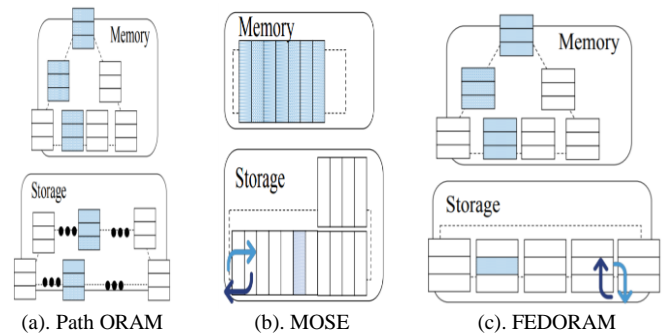 Memory
Storage
(a). Path ORAM
Memory
Storage
(b). MOSE
Memory
Storage
(c). FEDORAM